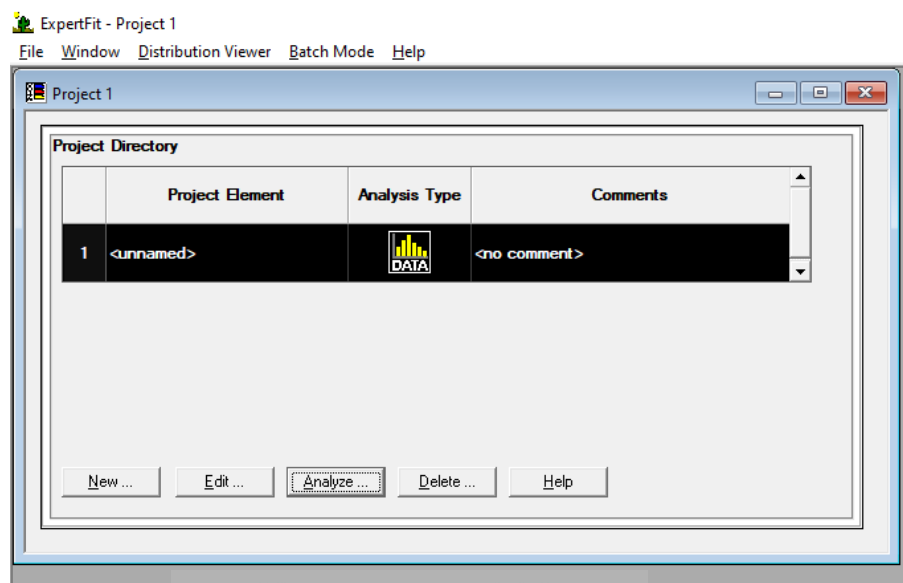 ExpertFit - Project 1
File Window Distribution Viewer Batch Mode Help
Project 1
Project Directory
Project Element Analysis Type Comments
1 <unnamed> DATA <no comment>
New ... Edit ... Analyze ... Delete ... Help